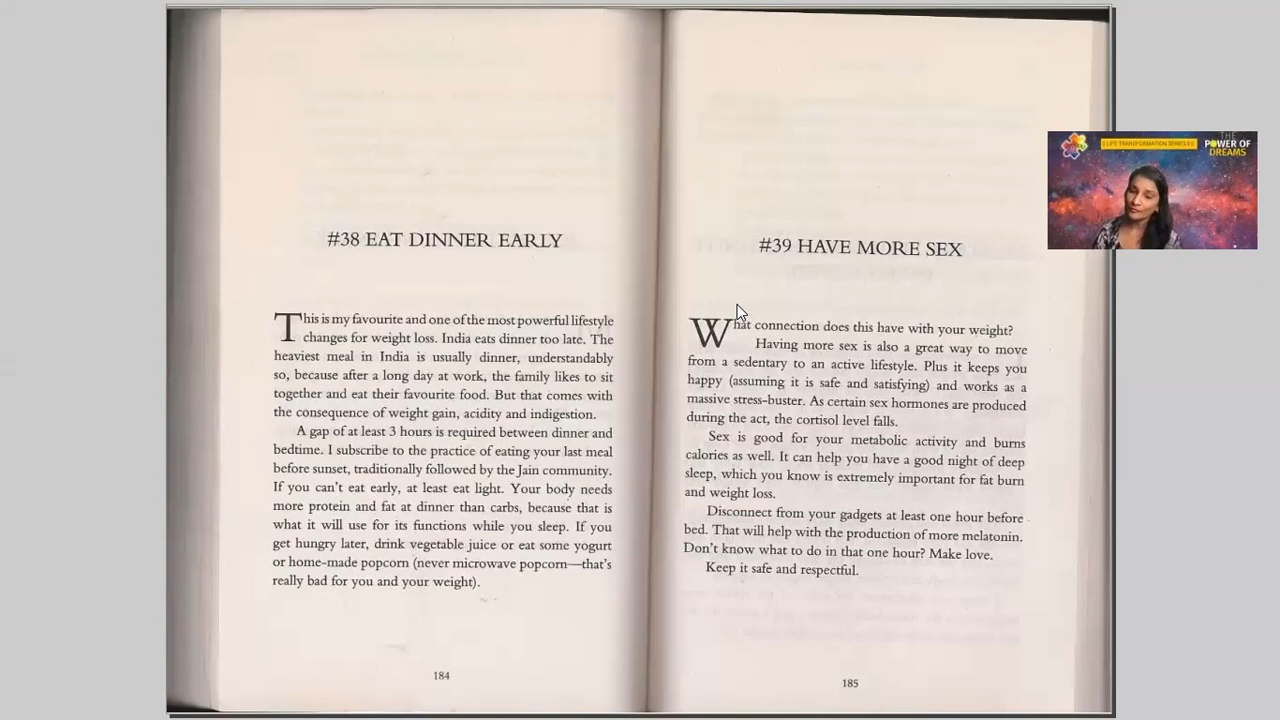 #38 EAT DINNER EARLY
This is my favourite and one of the most powerful lifestyle
changes for weight loss. India eats dinner too late. The
heaviest meal in India is usually dinner, understandably
so, because after a long day at work, the family likes to sit
together and eat their favourite food. But that comes with
the consequence of weight gain, acidity and indigestion.
A gap of at least 3 hours is required between dinner and
bedtime. I subscribe to the practice of eating your last meal
before sunset, traditionally followed by the Jain community.
If you can't eat early, at least eat light. Your body needs
more protein and fat at dinner than carbs, because that is
what it will use for its functions while you sleep. If you
get hungry later, drink vegetable juice or eat some yogurt
or home-made popcorn (never microwave popcorn—that's
really bad for you and your weight).
184
#39 HAVE MORE SEX
What connection does this have with your weight?
Having more sex is also a great way to move
from a sedentary to an active lifestyle. Plus it keeps you
happy (assuming it is safe and satisfying) and works as a
massive stress-buster. As certain sex hormones are produced
during the act, the cortisol level falls.
Sex is good for your metabolic activity and burns
calories as well. It can help you have a good night of deep
sleep, which you know is extremely important for fat burn
and weight loss.
Disconnect from your gadgets at least one hour before
bed. That will help with the production of more melatonin.
Don't know what to do in that one hour? Make love.
Keep it safe and respectful.
185
LIFE TRANSFORMATION SERIES
THE
POWER OF
DREAMS